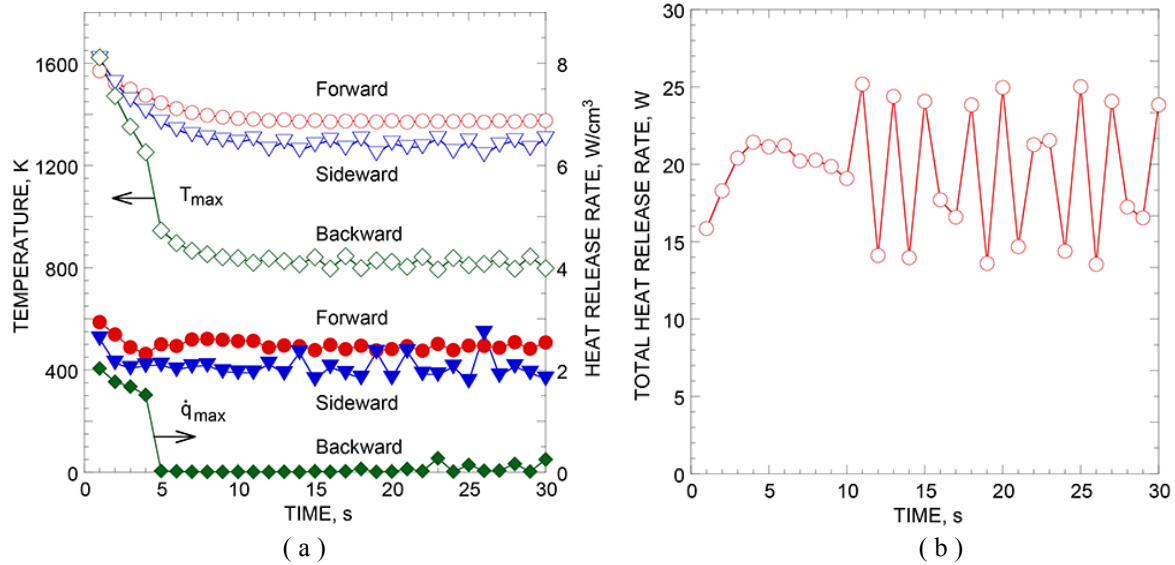 1600
1200
800
400
0
TEMPERATURE, K
Forward
Sideward
Tmax
Backward
Forward
Sideward
q̇max
Backward
8
6
4
2
0
HEAT RELEASE RATE, W/cm³
0 5 10 15 20 25 30
TIME, s
( a )
30
25
20
15
10
5
0
TOTAL HEAT RELEASE RATE, W
0 5 10 15 20 25 30
TIME, s
( b )